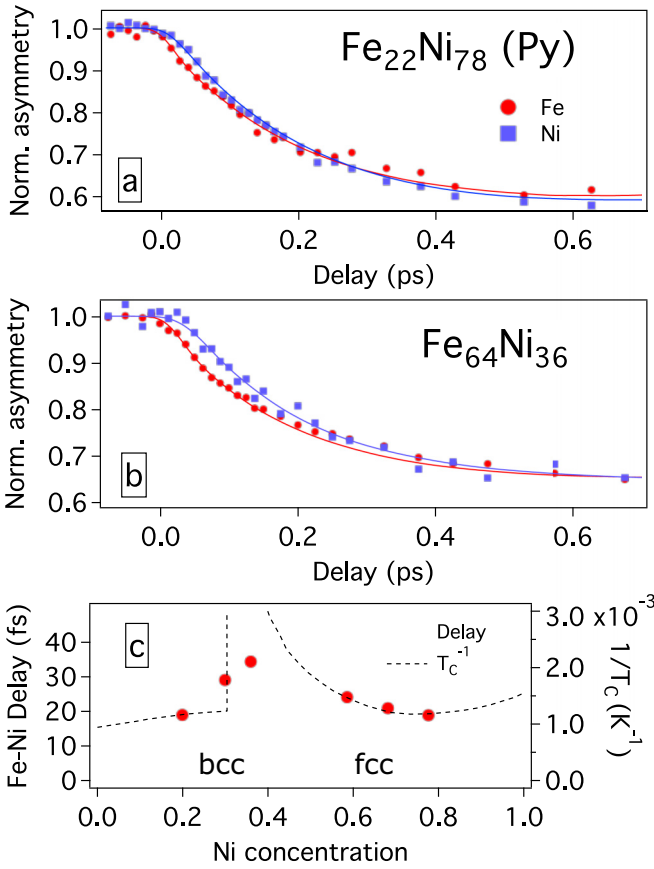 Fe22Ni78 (Py)
Norm. asymmetry
1.0
0.9
0.8
0.7
0.6
Fe
Ni
a
0.0
0.2
0.4
0.6
Delay (ps)
Fe64Ni36
Norm. asymmetry
1.0
0.9
0.8
0.7
0.6
b
0.0
0.2
0.4
0.6
Delay (ps)
Fe-Ni Delay (fs)
40
30
20
10
0
c
Delay
TC-1
bcc
fcc
3.0 x10-3
2.0
1.0
0.0
1/TC (K-1)
0.0
0.2
0.4
0.6
0.8
1.0
Ni concentration